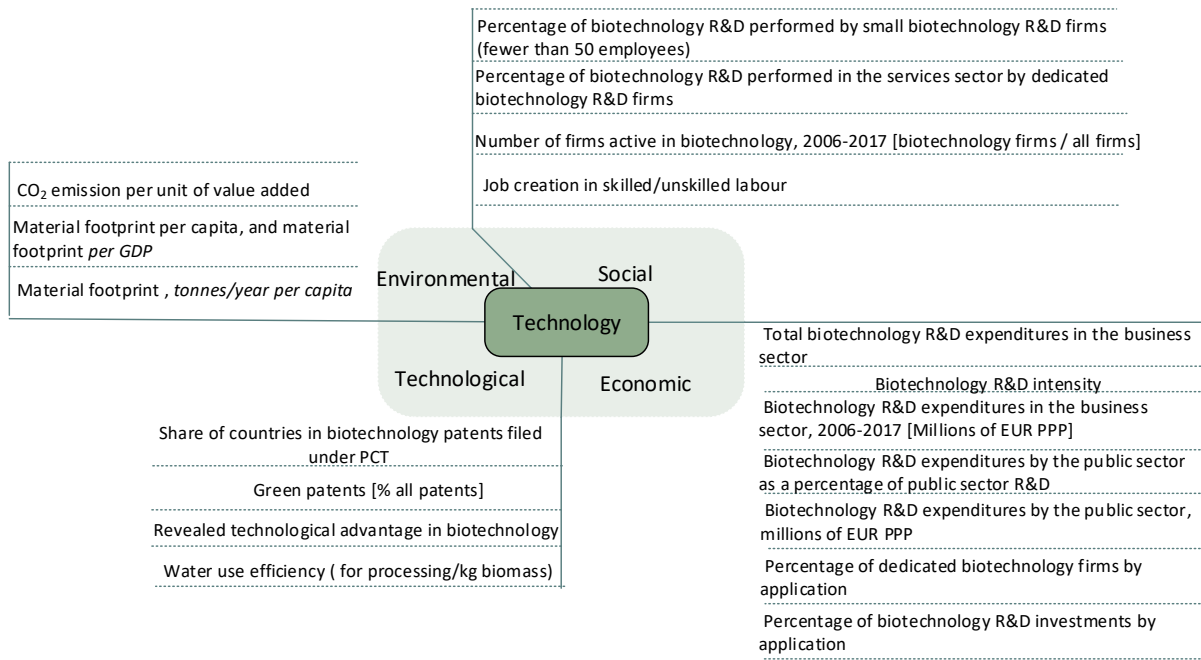 Percentage of biotechnology R&D performed by small biotechnology R&D firms
(fewer than 50 employees)
Percentage of biotechnology R&D performed in the services sector by dedicated
biotechnology R&D firms
Number of firms active in biotechnology, 2006-2017 [biotechnology firms / all firms]
Job creation in skilled/unskilled labour
CO₂ emission per unit of value added
Material footprint per capita, and material
footprint per GDP
Material footprint , tonnes/year per capita
Environmental
Social
Technology
Technological
Economic
Share of countries in biotechnology patents filed
under PCT
Green patents [% all patents]
Revealed technological advantage in biotechnology
Water use efficiency ( for processing/kg biomass)
Total biotechnology R&D expenditures in the business
sector
Biotechnology R&D intensity
Biotechnology R&D expenditures in the business
sector, 2006-2017 [Millions of EUR PPP]
Biotechnology R&D expenditures by the public sector
as a percentage of public sector R&D
Biotechnology R&D expenditures by the public sector,
millions of EUR PPP
Percentage of dedicated biotechnology firms by
application
Percentage of biotechnology R&D investments by
application